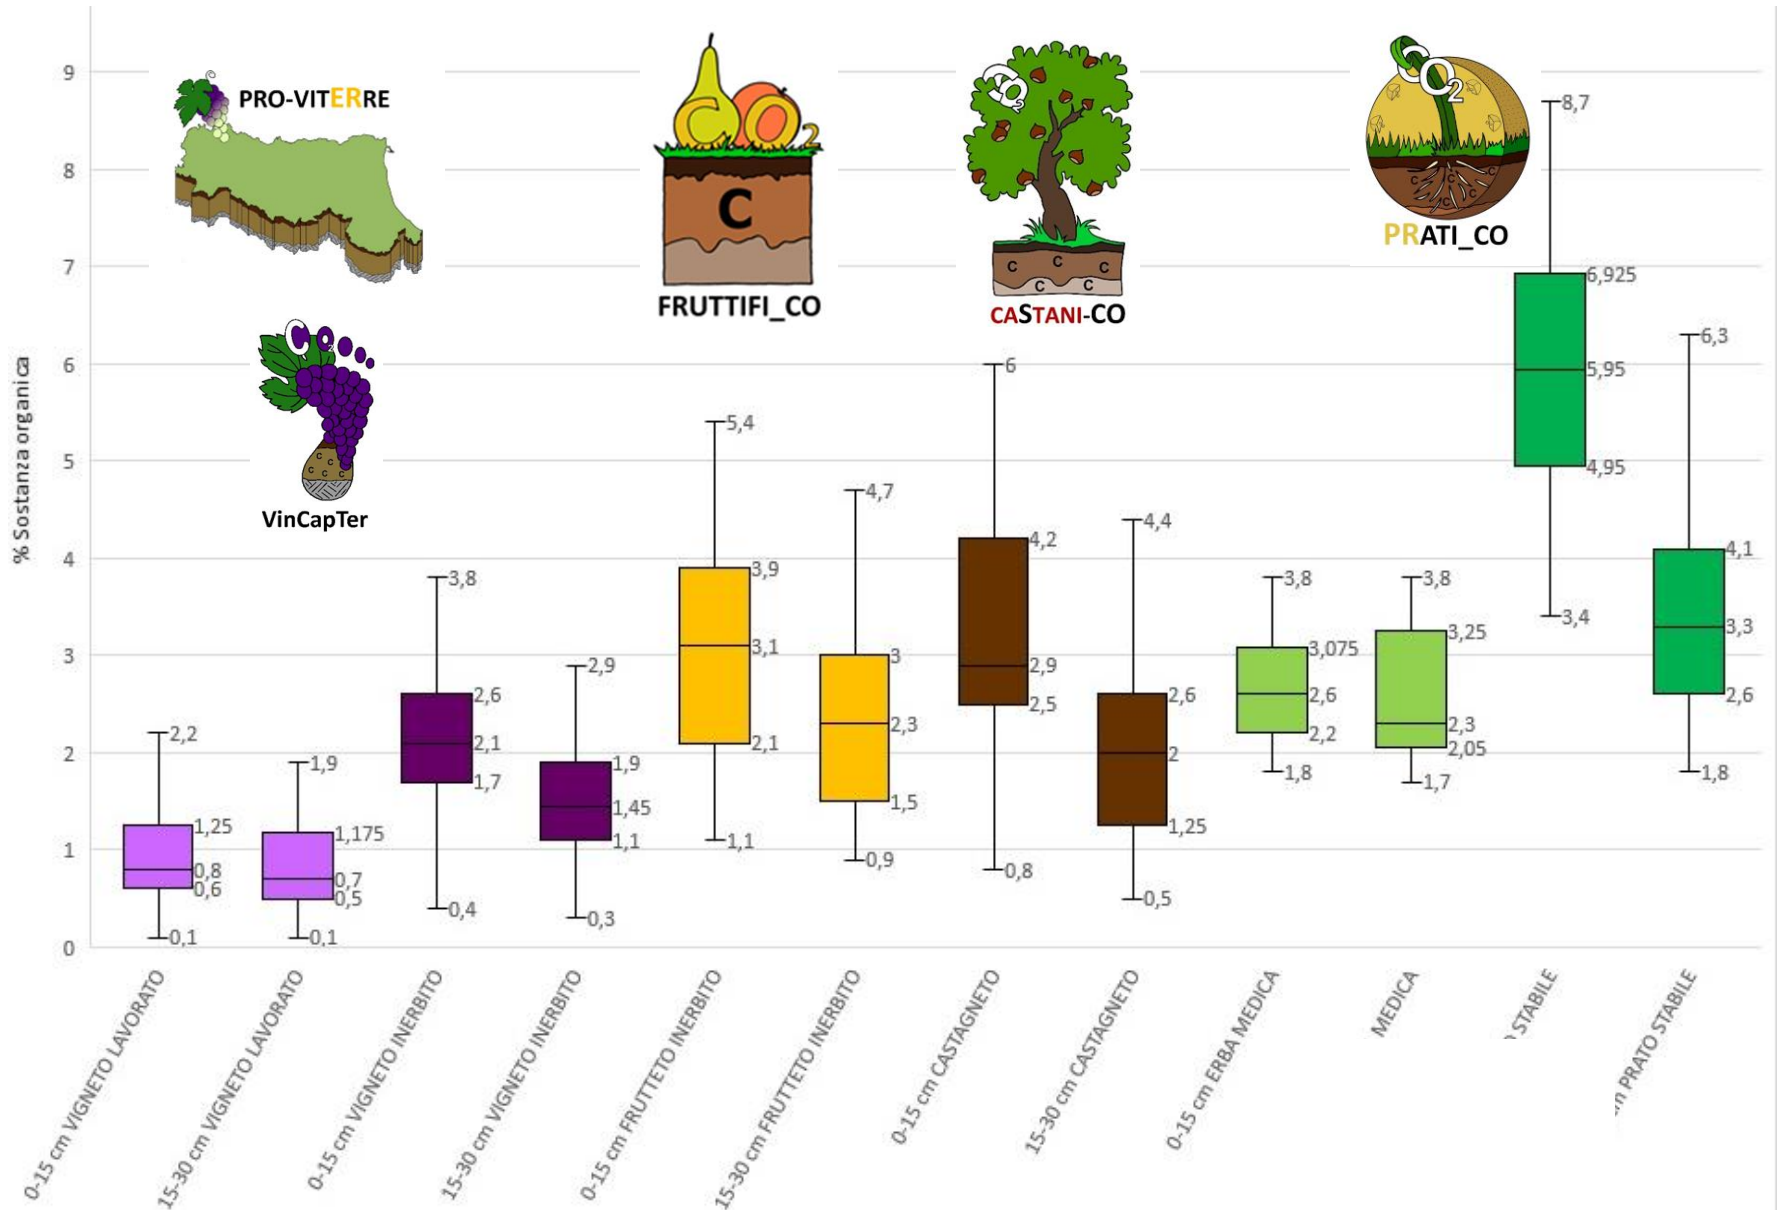 PRO-VITERRE
VinCapTer
CO2
C
FRUTTIFI_CO
CO2
C C C
C C
CASTANI-CO
CO2
C C C
C C
PRATI_CO
% Sostanza organica
9
8
7
6
5
4
3
2
1
0
2,2
1,25
0,8
0,6
0,1
1,9
1,175
0,7
0,5
0,1
3,8
2,6
2,1
1,7
0,4
2,9
1,9
1,45
1,1
0,3
5,4
3,9
3,1
2,1
1,1
4,7
3
2,3
1,5
0,9
6
4,2
2,9
2,5
0,8
4,4
2,6
2
1,25
0,5
3,8
3,075
2,6
2,2
1,8
3,8
3,25
2,3
2,05
1,7
8,7
6,925
5,95
4,95
3,4
6,3
4,1
3,3
2,6
1,8
0-15 cm VIGNETO LAVORATO
15-30 cm VIGNETO LAVORATO
0-15 cm VIGNETO INERBITO
15-30 cm VIGNETO INERBITO
0-15 cm FRUTTETO INERBITO
15-30 cm FRUTTETO INERBITO
0-15 cm CASTAGNETO
15-30 cm CASTAGNETO
0-15 cm ERBA MEDICA
MEDICA
STABILE
PRATO STABILE